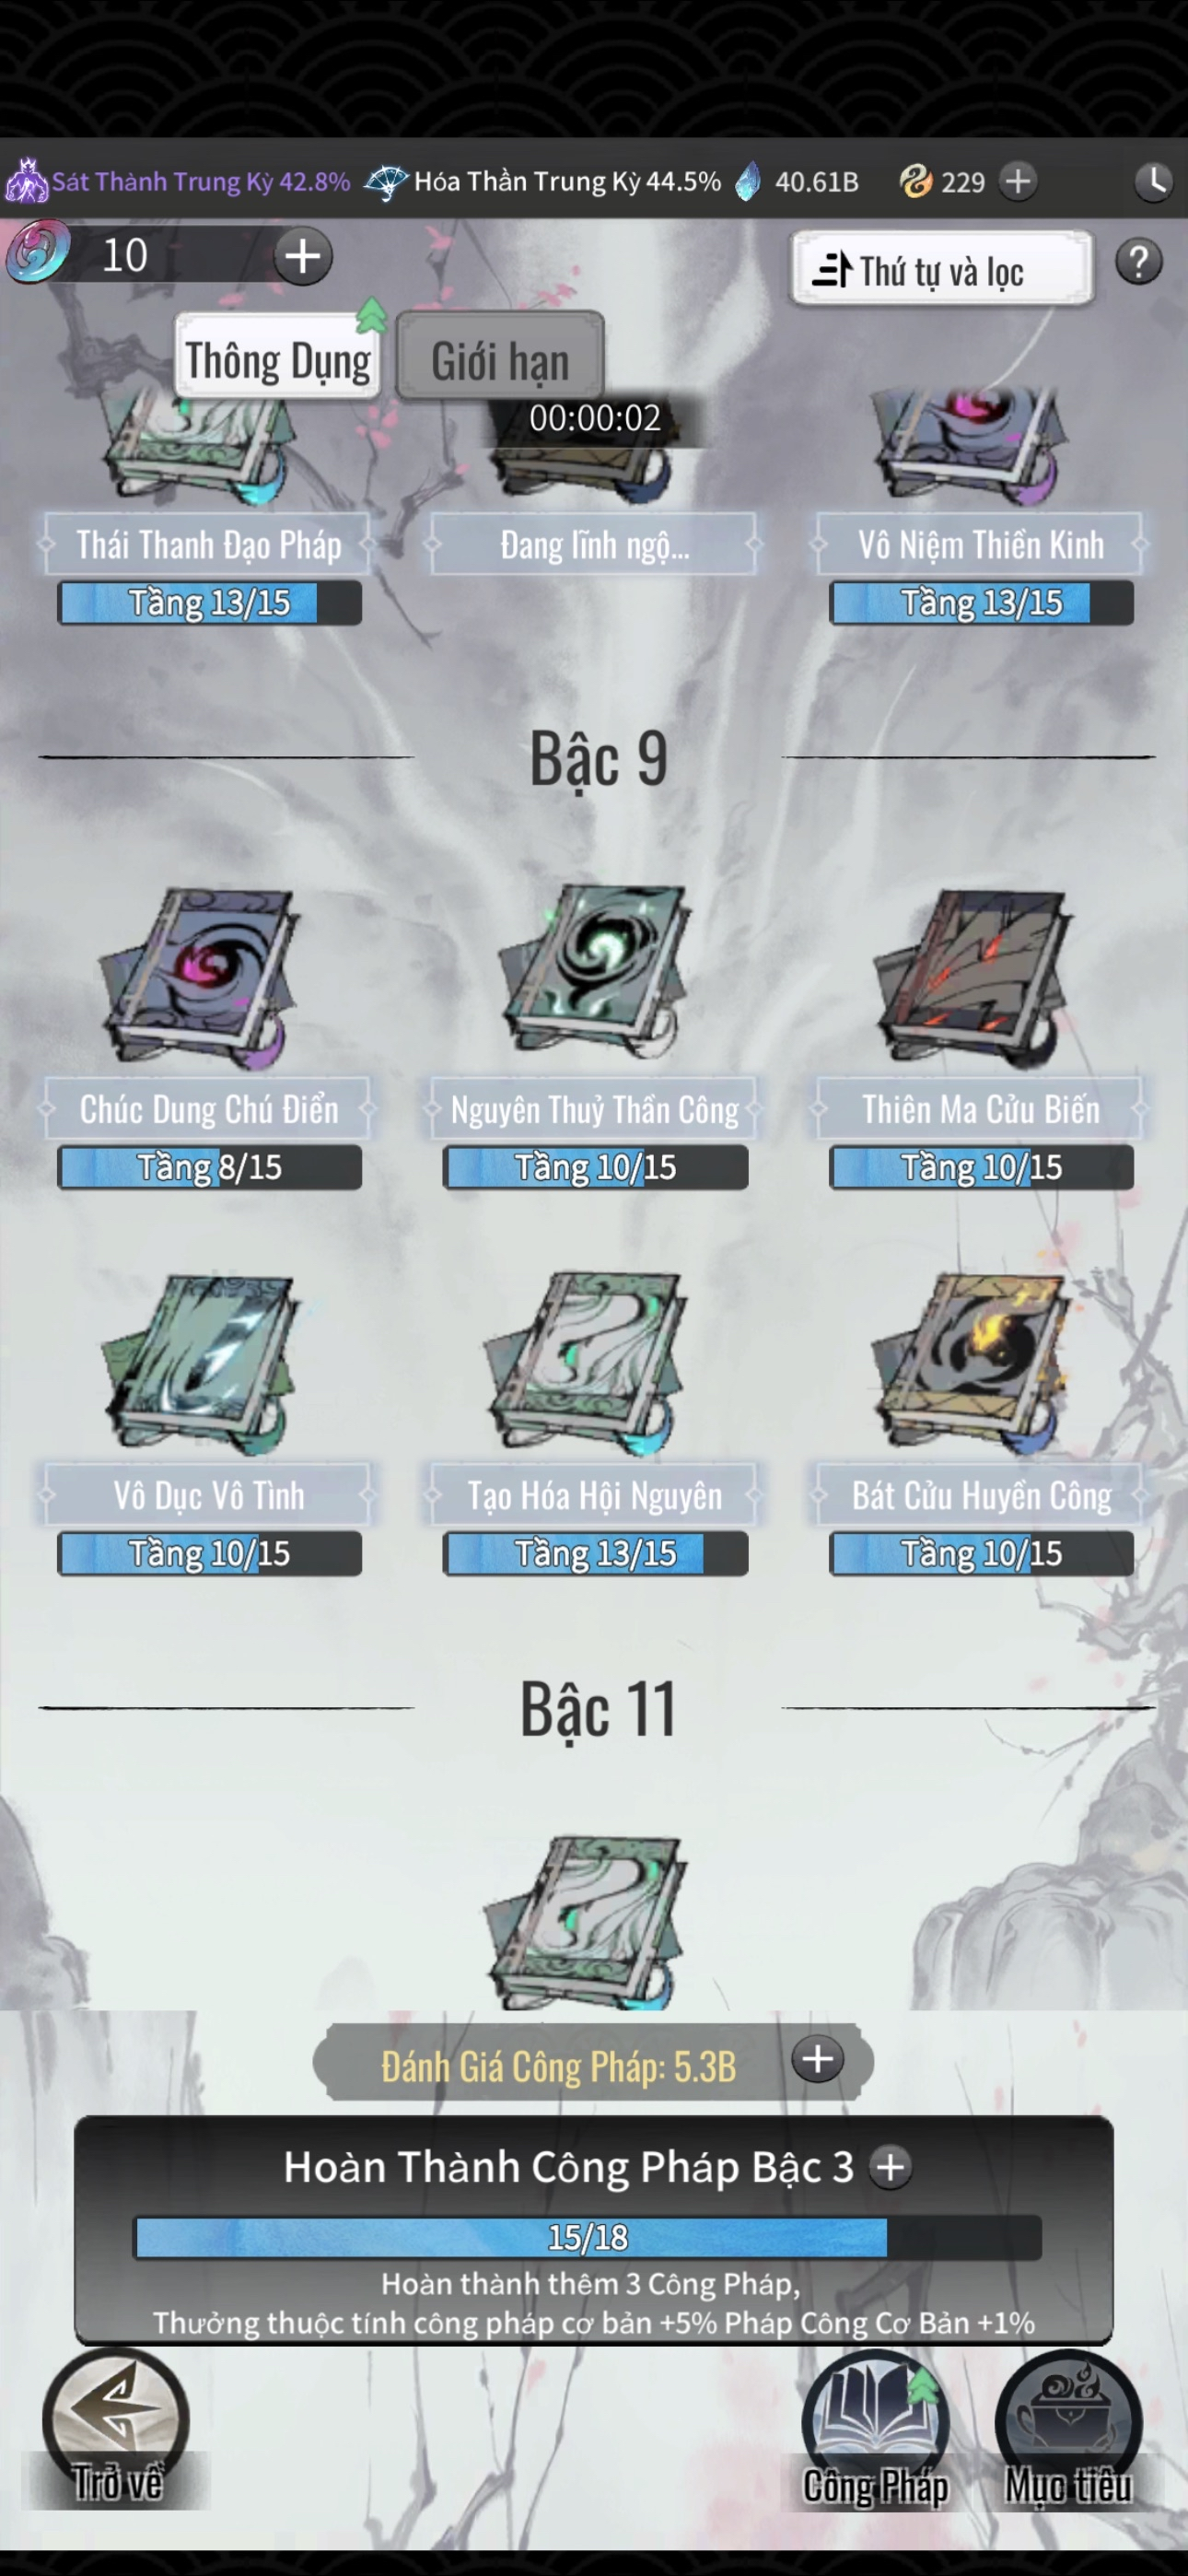 Sát Thành Trung Kỳ 42.8% Hóa Thần Trung Kỳ 44.5% 40.61B 229
10 Thứ tự và lọc ?
Thông Dụng Giới hạn
00:00:02
Thái Thanh Đạo Pháp Đang lĩnh ngộ... Vô Niệm Thiền Kinh
Tầng 13/15 Tầng 13/15
Bậc 9
Chúc Dung Chú Điển Nguyên Thuỷ Thần Công Thiên Ma Cửu Biến
Tầng 8/15 Tầng 10/15 Tầng 10/15
Vô Dục Vô Tình Tạo Hóa Hội Nguyên Bát Cửu Huyền Công
Tầng 10/15 Tầng 13/15 Tầng 10/15
Bậc 11
Đánh Giá Công Pháp: 5.3B
Hoàn Thành Công Pháp Bậc 3
15/18
Hoàn thành thêm 3 Công Pháp,
Thưởng thuộc tính công pháp cơ bản +5% Pháp Công Cơ Bản +1%
Trở về Công Pháp Mục tiêu